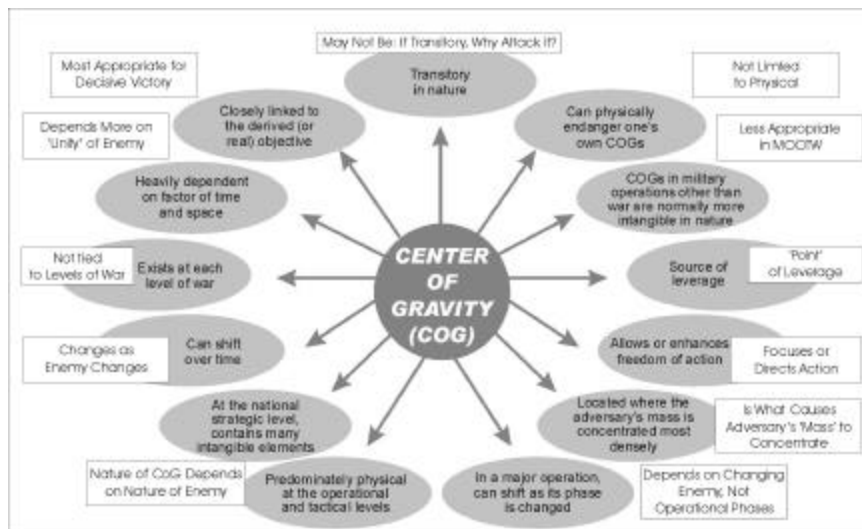 May Not Be: If Transitory, Why Attack It?
Transitory
in nature
Most Appropriate for
Decisive Victory
Closely linked to
the derived (or
real) objective
Can physically
endanger one's
own COGs
Not Limited
to Physical
Depends More on
'Unity' of Enemy
Heavily dependent
on factor of time
and space
Less Appropriate
in MOOTW
COGs in military
operations other than
war are normally more
intangible in nature
Not tied
to Levels of War
Exists at each
level of war
CENTER
OF
GRAVITY
(COG)
Source of
leverage
'Point'
of Leverage
Changes as
Enemy Changes
Can shift
over time
Allows or enhances
freedom of action
Focuses or
Directs Action
At the national
strategic level,
contains many
intangible elements
Located where the
adversary's mass is
concentrated most
densely
Is What Causes
Adversary's 'Mass' to
Concentrate
Nature of CoG Depends
on Nature of Enemy
Predominately physical
at the operational
and tactical levels
In a major operation,
can shift as its phase
is changed
Depends on Changing
Enemy, Not
Operational Phases